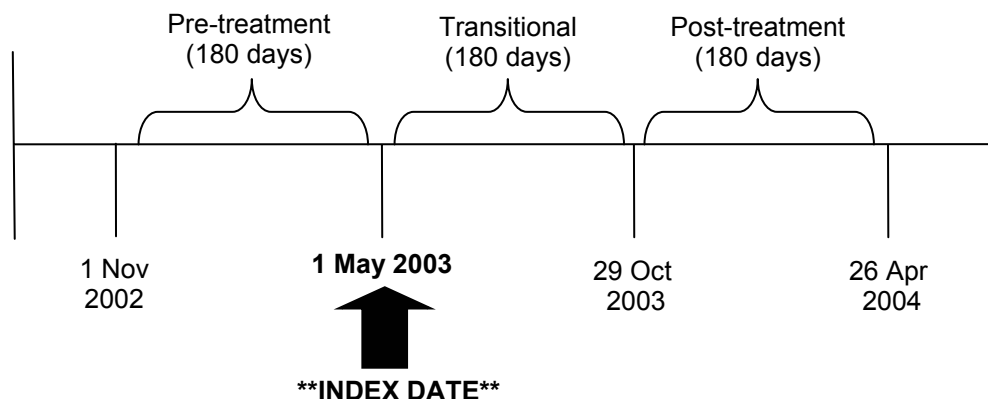 Pre-treatment
(180 days)
Transitional
(180 days)
Post-treatment
(180 days)
1 Nov
2002
1 May 2003
29 Oct
2003
26 Apr
2004
**INDEX DATE**